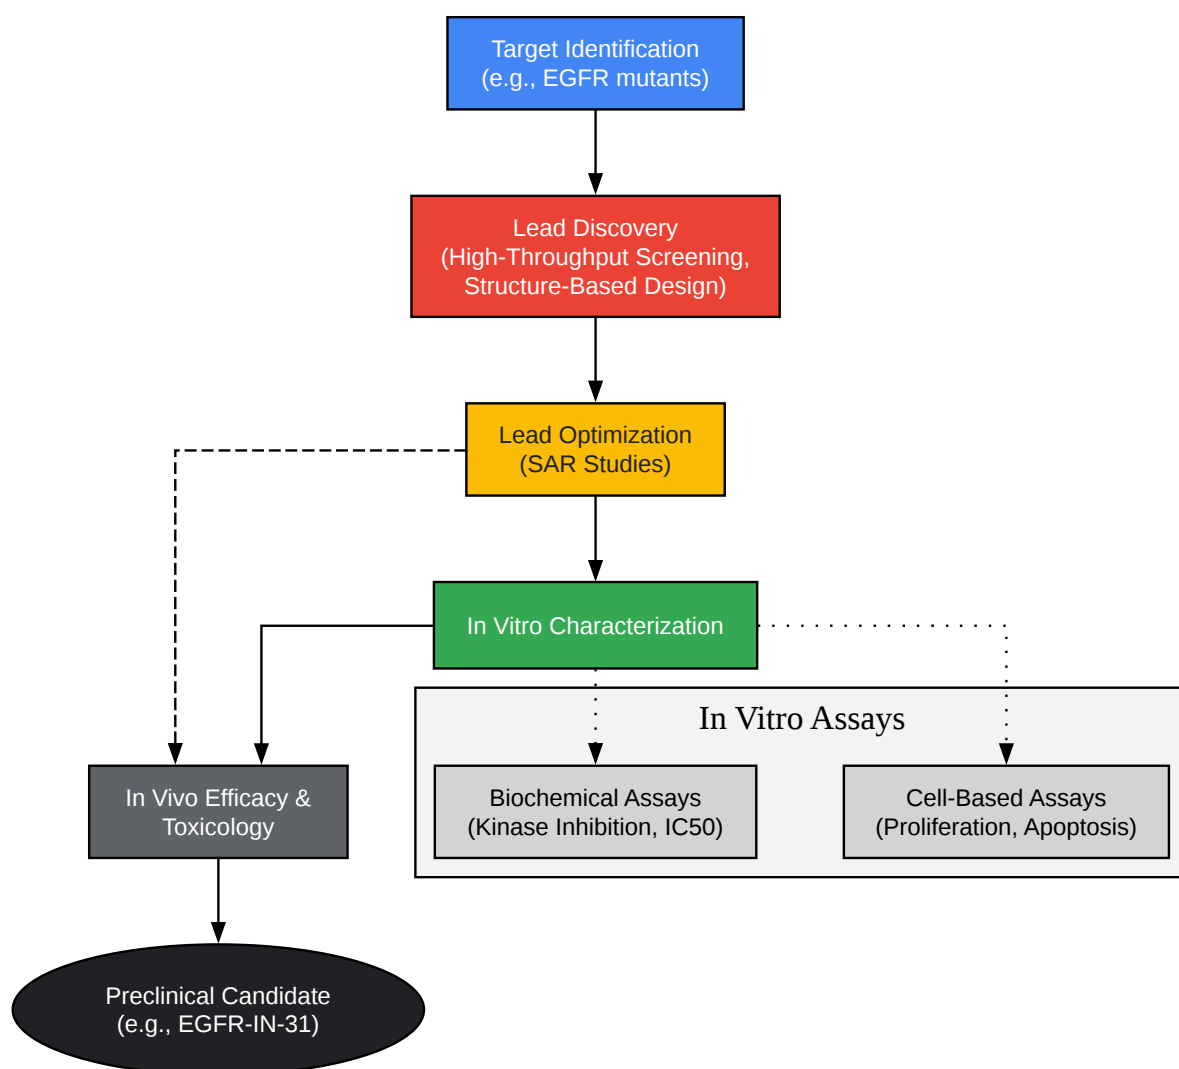 Target Identification
(e.g., EGFR mutants)
Lead Discovery
(High-Throughput Screening,
Structure-Based Design)
Lead Optimization
(SAR Studies)
In Vitro Characterization
In Vitro Assays
In Vivo Efficacy &
Toxicology
Biochemical Assays
(Kinase Inhibition, IC50)
Cell-Based Assays
(Proliferation, Apoptosis)
Preclinical Candidate
(e.g., EGFR-IN-31)